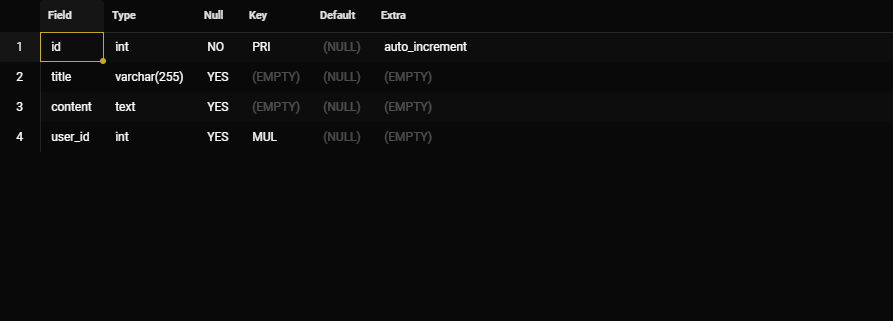 Field Type Null Key Default Extra
1 id int NO PRI (NULL) auto_increment
2 title varchar(255) YES (EMPTY) (NULL) (EMPTY)
3 content text YES (EMPTY) (NULL) (EMPTY)
4 user_id int YES MUL (NULL) (EMPTY)